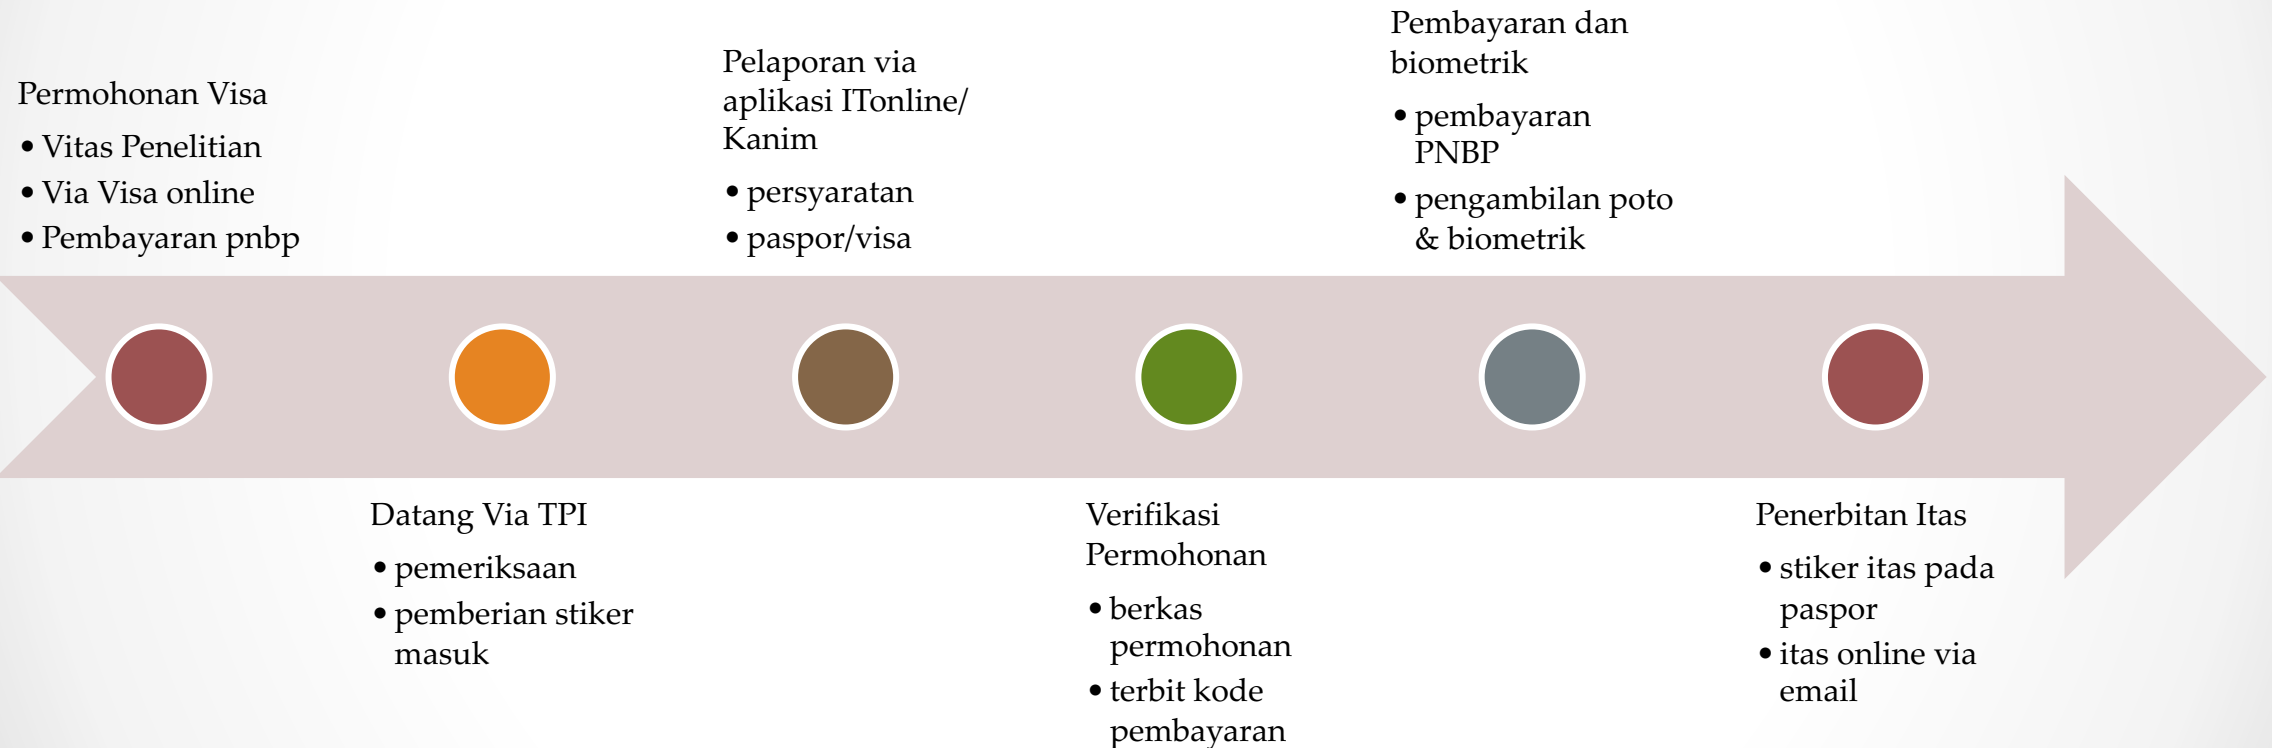 Permohonan Visa
• Vitas Penelitian
• Via Visa online
• Pembayaran pnbp
Datang Via TPI
• pemeriksaan
• pemberian stiker
masuk
Pelaporan via
aplikasi ITonline/
Kanim
• persyaratan
• paspor/visa
Verifikasi
Permohonan
• berkas
permohonan
• terbit kode
pembayaran
Pembayaran dan
biometrik
• pembayaran
PNBP
• pengambilan poto
& biometrik
Penerbitan Itas
• stiker itas pada
paspor
• itas online via
email